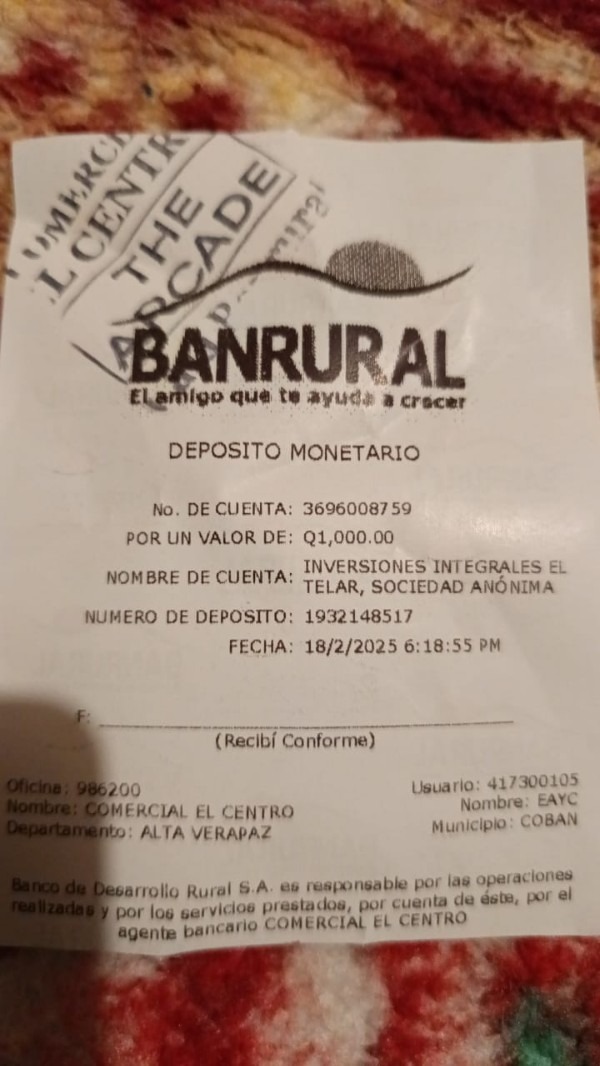 COMERC
EL CENTR
THE
ARCADE
rural
BANRURAL
El amigo que te ayuda a crecer
DEPOSITO MONETARIO
No. DE CUENTA: 3696008759
POR UN VALOR DE: Q1,000.00
NOMBRE DE CUENTA: INVERSIONES INTEGRALES EL
TELAR, SOCIEDAD ANÓNIMA
NUMERO DE DEPOSITO: 1932148517
FECHA: 18/2/2025 6:18:55 PM
F:
(Recibí Conforme)
Oficina: 986200
Usuario: 417300105
Nombre: COMERCIAL EL CENTRO
Nombre: EAYC
Departamento: ALTA VERAPAZ
Municipio: COBAN
Banco de Desarrollo Rural S.A. es responsable por las operaciones
realizadas y por los servicios prestados, por cuenta de éste, por el
agente bancario COMERCIAL EL CENTRO